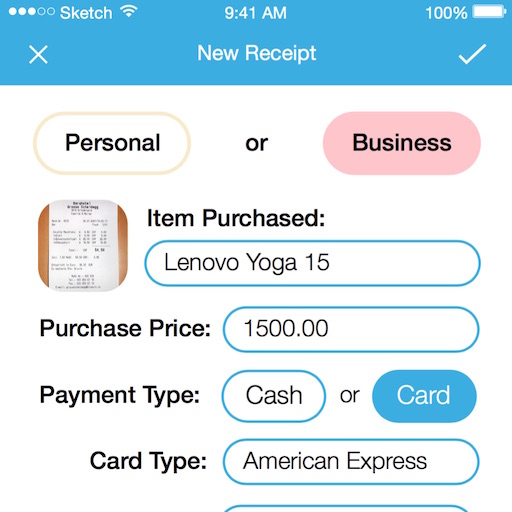 Sketch 9:41 AM 100%
New Receipt
Personal or Business
Item Purchased:
Lenovo Yoga 15
Purchase Price: 1500.00
Payment Type: Cash or Card
Card Type: American Express